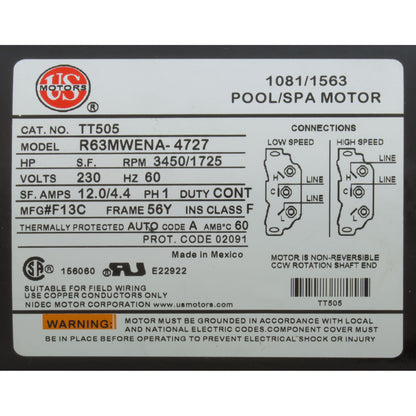 US
MOTORS
®
1081/1563
POOL/SPA MOTOR
CAT. NO. TT505
MODEL R63MWENA-4727
HP S.F. RPM 3450/1725
VOLTS 230 HZ 60
SF. AMPS 12.0/4.4 PH 1 DUTY CONT
MFG#F13C FRAME 56Y INS CLASS F
THERMALLY PROTECTED AUTO CODE A AMB°C 60
PROT. CODE 02091
Made in Mexico
156060 E22922
SUITABLE FOR FIELD WIRING
USE COPPER CONDUCTORS ONLY
NIDEC MOTOR CORPORATION www.usmotors.com
CONNECTIONS
LOW SPEED HIGH SPEED
H LINE H LINE
C C
L LINE L LINE
MOTOR IS NON-REVERSIBLE
CCW ROTATION SHAFT END
TT505
WARNING: MOTOR MUST BE GROUNDED IN ACCORDANCE WITH LOCAL
AND NATIONAL ELECTRIC CODES.COMPONENT COVER MUST
BE IN PLACE DURING OPERATION TO PREVENT ELECTRICAL SHOCK OR INJURY